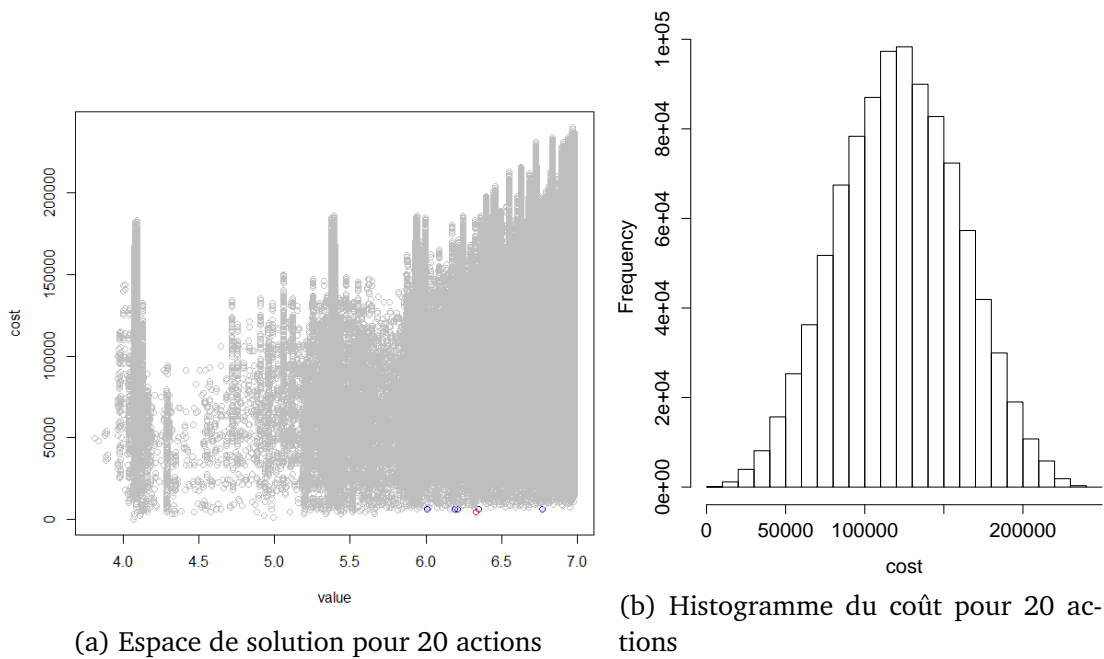 cost
200000
150000
100000
50000
0
4.0 4.5 5.0 5.5 6.0 6.5 7.0
value
(a) Espace de solution pour 20 actions
Frequency
1e+05
8e+04
6e+04
4e+04
2e+04
0e+00
0 50000 100000 200000
cost
(b) Histogramme du coût pour 20 ac-
tions